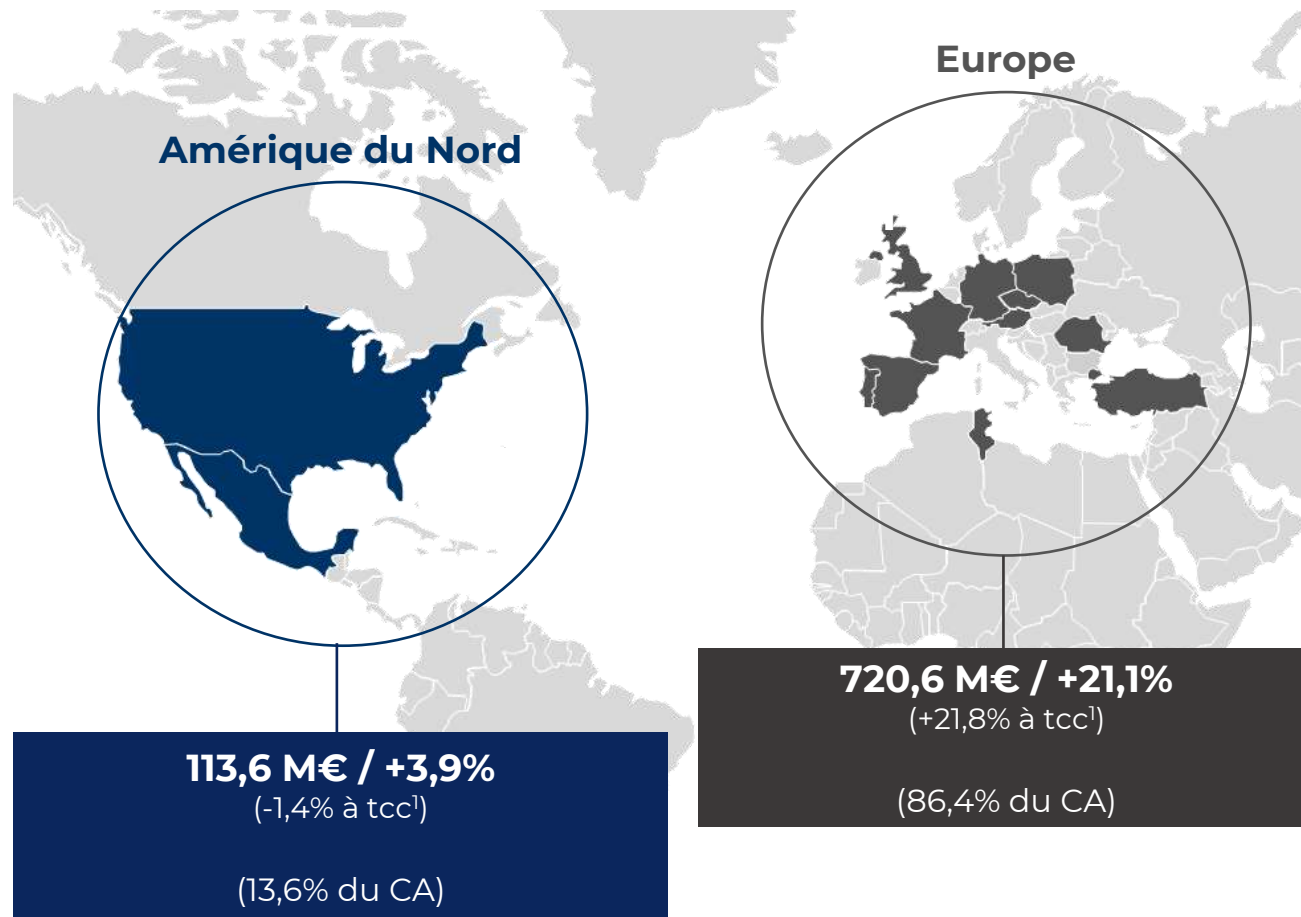 Amérique du Nord
113,6 M€ / +3,9%
(-1,4% à tcc¹)
(13,6% du CA)
Europe
720,6 M€ / +21,1%
(+21,8% à tcc¹)
(86,4% du CA)